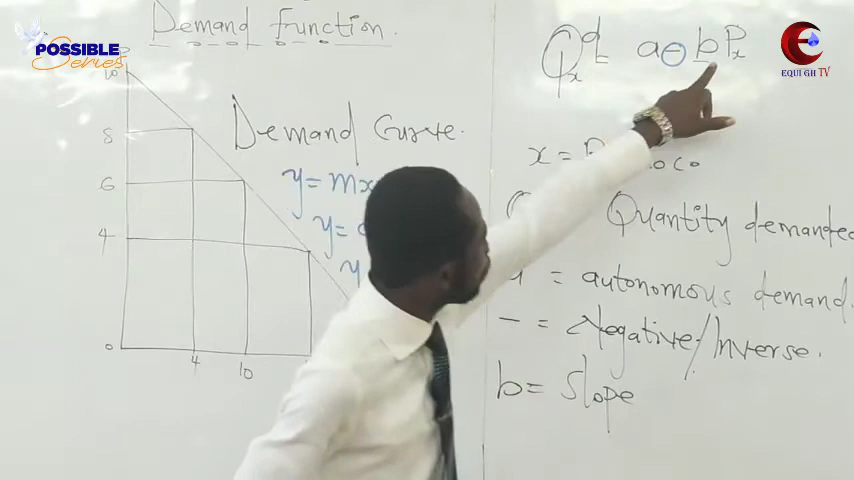 Demand function.
POSSIBLE
Series
P
10
8
6
4
0
4
10
Demand Curve.
y = mx
y =
y
Qxd = a - bPx
EQUI GH TV
x =
Quantity demanded
= autonomous demand.
- = Negative/Inverse.
b = Slope